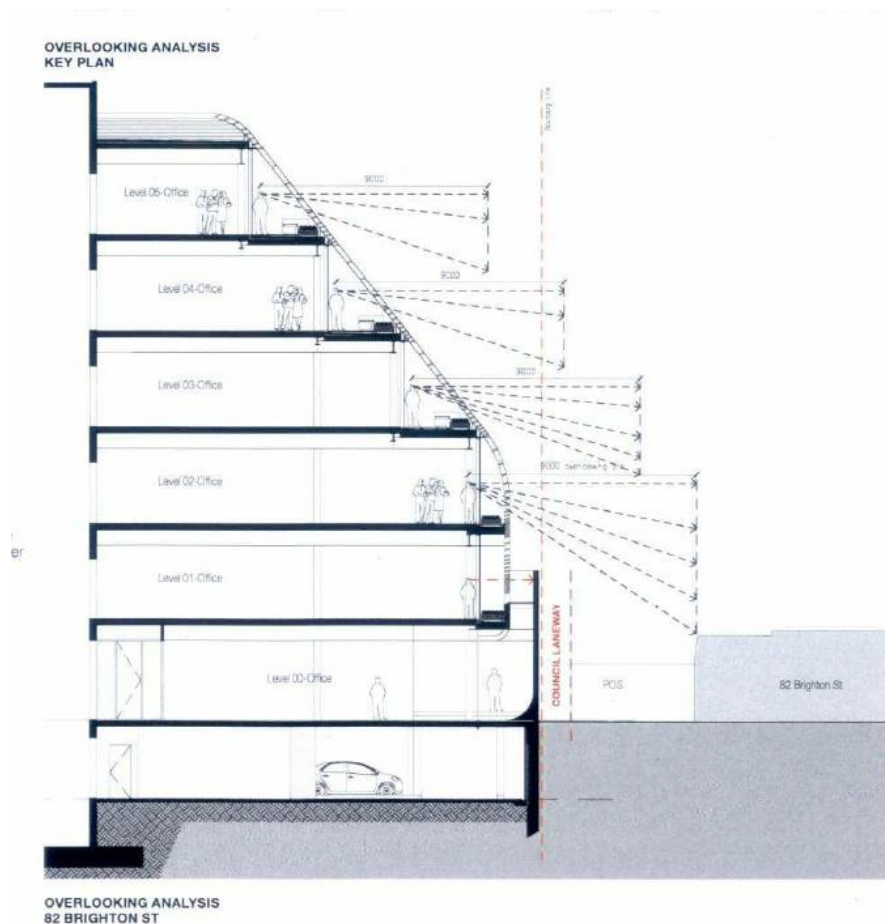 OVERLOOKING ANALYSIS
KEY PLAN
9000
Level 05-Office
9000
Level 04-Office
9000
Level 03-Office
9000 overlooking
Level 02-Office
er
Level 01-Office
COUNCIL LANEWAY
Level 00-Office
POS
82 Brighton St
OVERLOOKING ANALYSIS
82 BRIGHTON ST